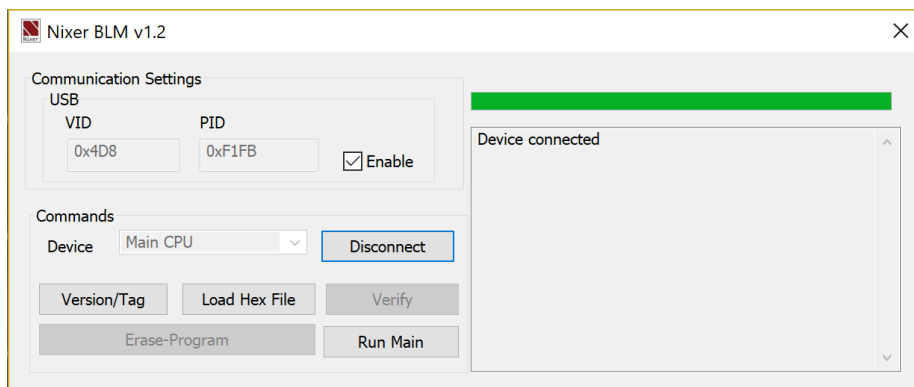 Nixer BLM v1.2
Communication Settings
USB
VID PID
0x4D8 0xF1FB Enable
Commands
Device Main CPU Disconnect
Version/Tag Load Hex File Verify
Erase-Program Run Main
Device connected
Nixer